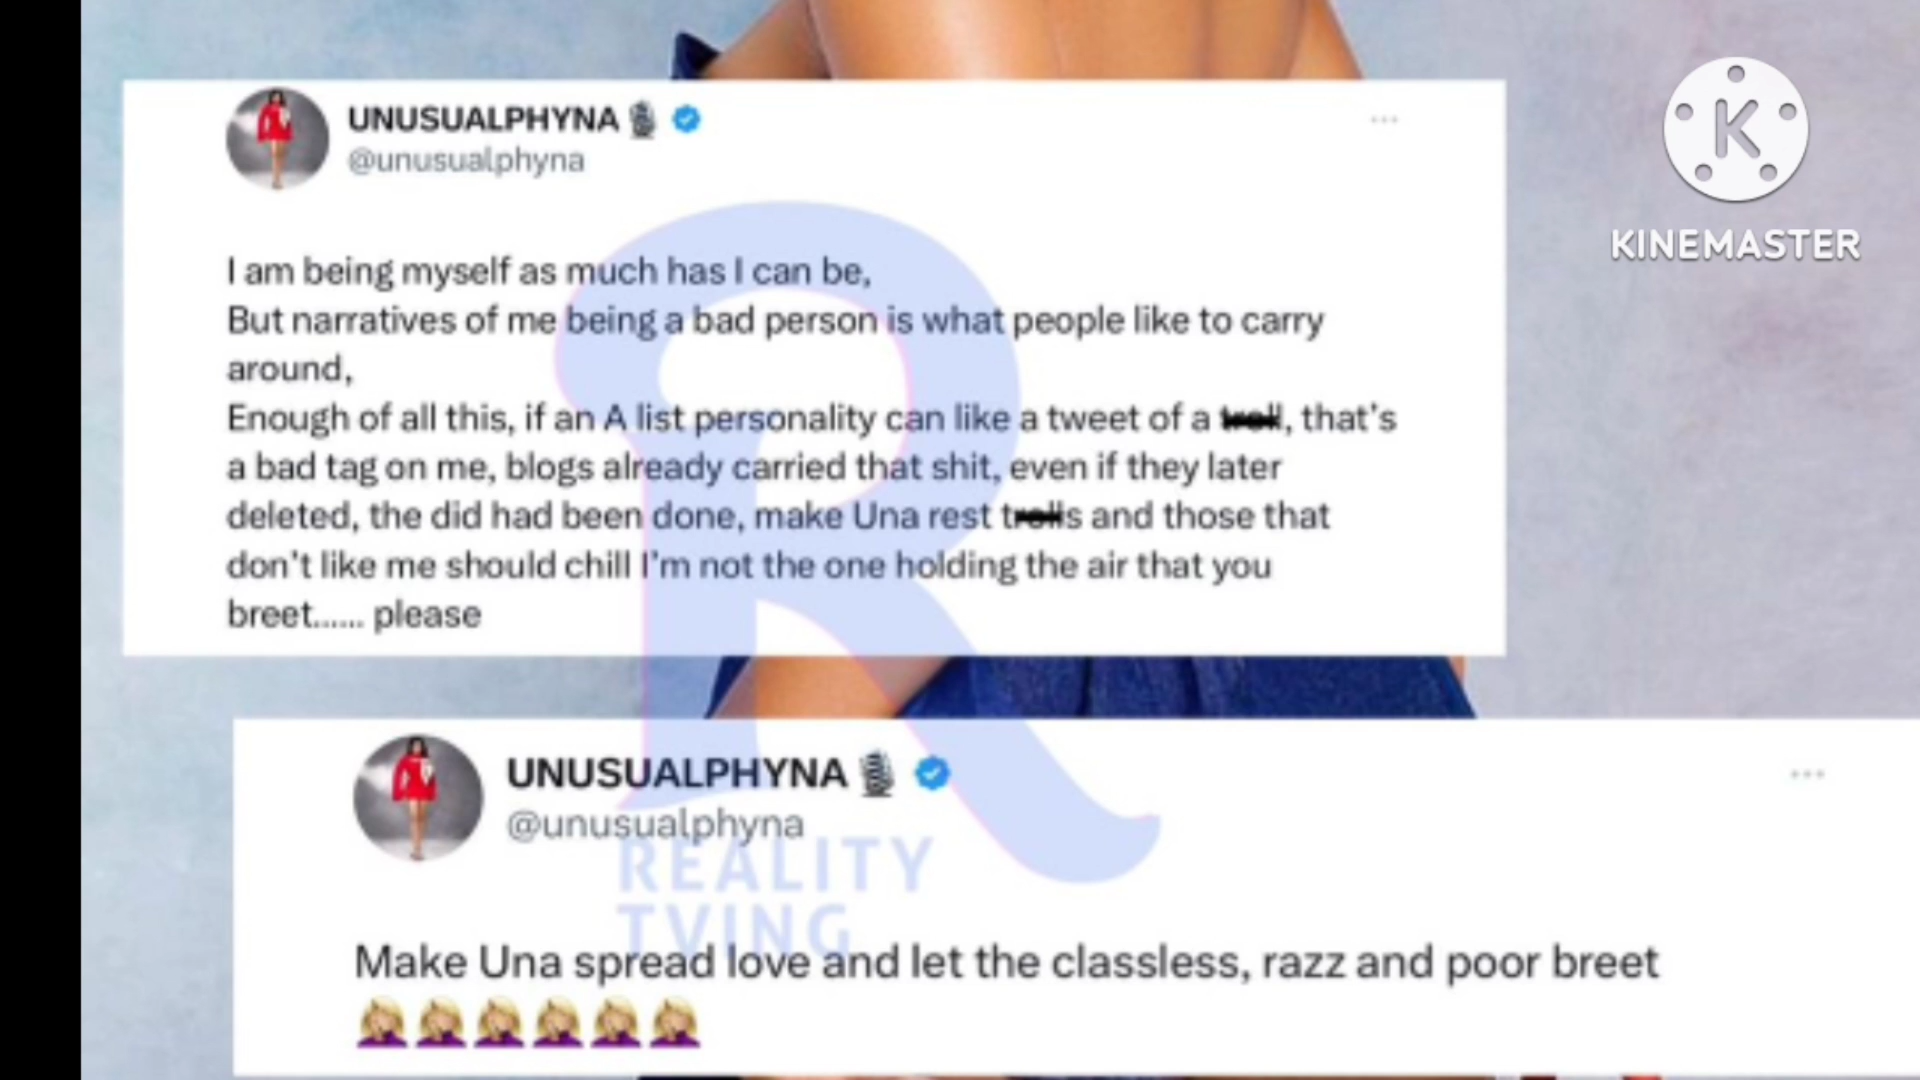 UNUSUALPHYNA
@unusualphyna
K
KINEMASTER
I am being myself as much has I can be,
But narratives of me being a bad person is what people like to carry
around,
Enough of all this, if an A list personality can like a tweet of a troll, that's
a bad tag on me, blogs already carried that shit, even if they later
deleted, the did had been done, make Una rest trolls and those that
don't like me should chill I'm not the one holding the air that you
breet...... please
UNUSUALPHYNA
@unusualphyna
R
REALITY
TVING
Make Una spread love and let the classless, razz and poor breet